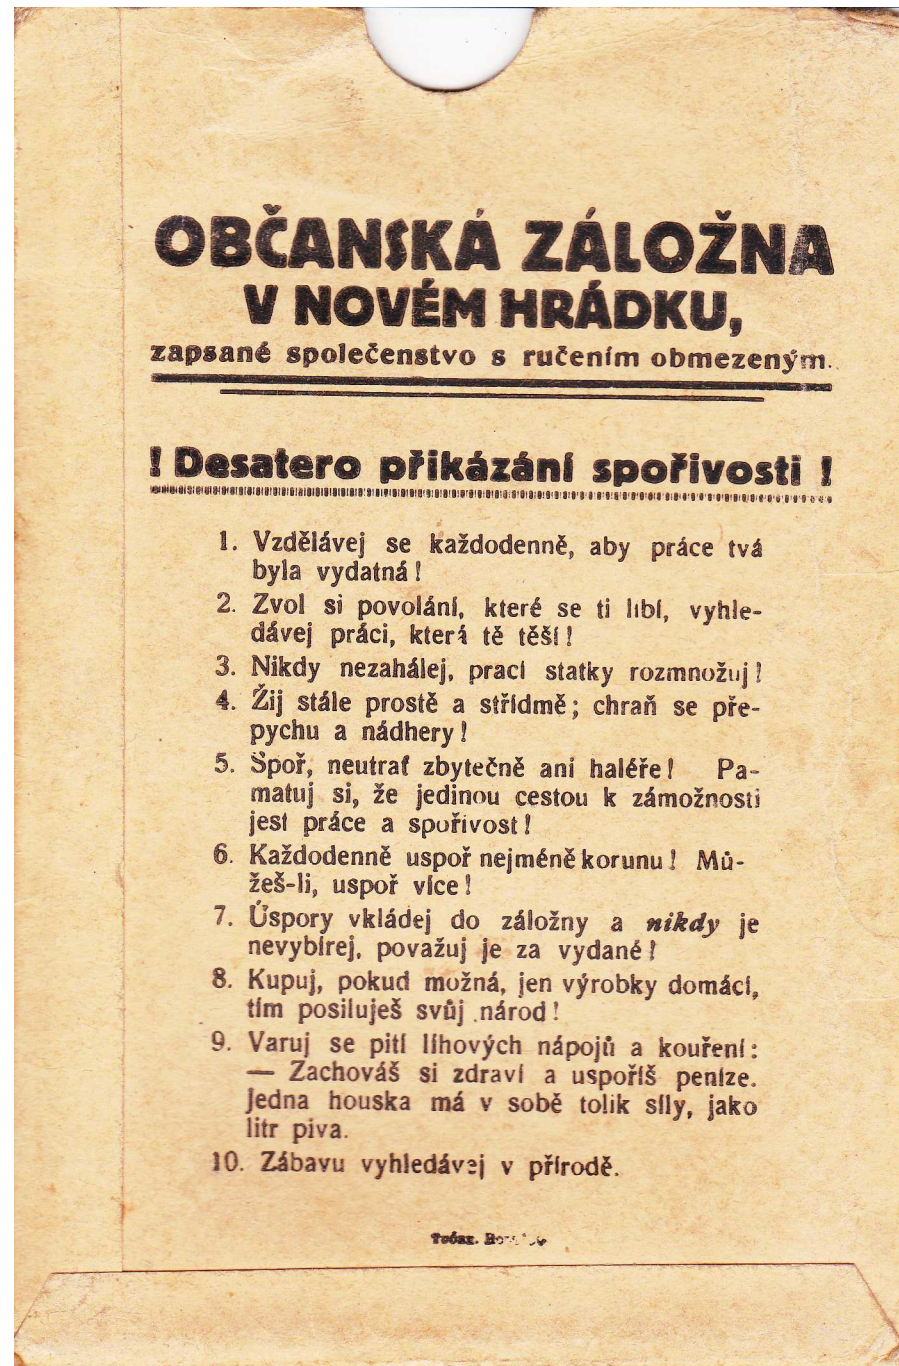 OBČANSKÁ ZÁLOŽNA
V NOVÉM HRÁDKU,
zapsané společenstvo s ručením obmezeným.
! Desatero přikázání spořivosti !
1. Vzdělávej se každodenně, aby práce tvá
byla vydatná!
2. Zvol si povolání, které se ti líbí, vyhle-
dávej práci, která tě těší!
3. Nikdy nezahálej, prací statky rozmnožuj!
4. Žij stále prostě a střídmě; chraň se pře-
pychu a nádhery!
5. Spoř, neutrať zbytečně ani haléře! Pa-
matuj si, že jedinou cestou k zámožnosti
jest práce a spořivost!
6. Každodenně uspoř nejméně korunu! Mů-
žeš-li, uspoř více!
7. Úspory vkládej do záložny a nikdy je
nevybírej, považuj je za vydané!
8. Kupuj, pokud možná, jen výrobky domácí,
tím posiluješ svůj národ!
9. Varuj se pití líhových nápojů a kouření:
— Zachováš si zdraví a uspoříš peníze.
Jedna houska má v sobě tolik síly, jako
litr piva.
10. Zábavu vyhledávej v přírodě.